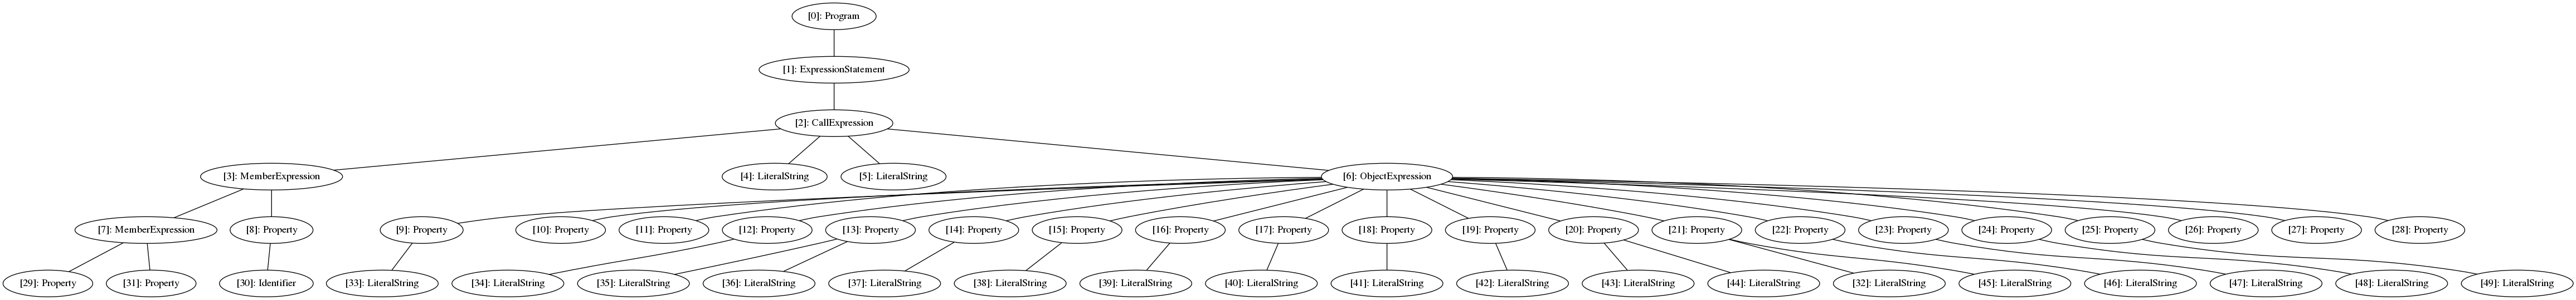 [0]: Program
[1]: ExpressionStatement
[2]: CallExpression
[3]: MemberExpression
[4]: LiteralString
[5]: LiteralString
[6]: ObjectExpression
[7]: MemberExpression
[8]: Property
[9]: Property
[10]: Property
[11]: Property
[12]: Property
[13]: Property
[14]: Property
[15]: Property
[16]: Property
[17]: Property
[18]: Property
[19]: Property
[20]: Property
[21]: Property
[22]: Property
[23]: Property
[24]: Property
[25]: Property
[26]: Property
[27]: Property
[28]: Property
[29]: Property
[31]: Property
[30]: Identifier
[33]: LiteralString
[34]: LiteralString
[35]: LiteralString
[36]: LiteralString
[37]: LiteralString
[38]: LiteralString
[39]: LiteralString
[40]: LiteralString
[41]: LiteralString
[42]: LiteralString
[43]: LiteralString
[44]: LiteralString
[32]: LiteralString
[45]: LiteralString
[46]: LiteralString
[47]: LiteralString
[48]: LiteralString
[49]: LiteralString